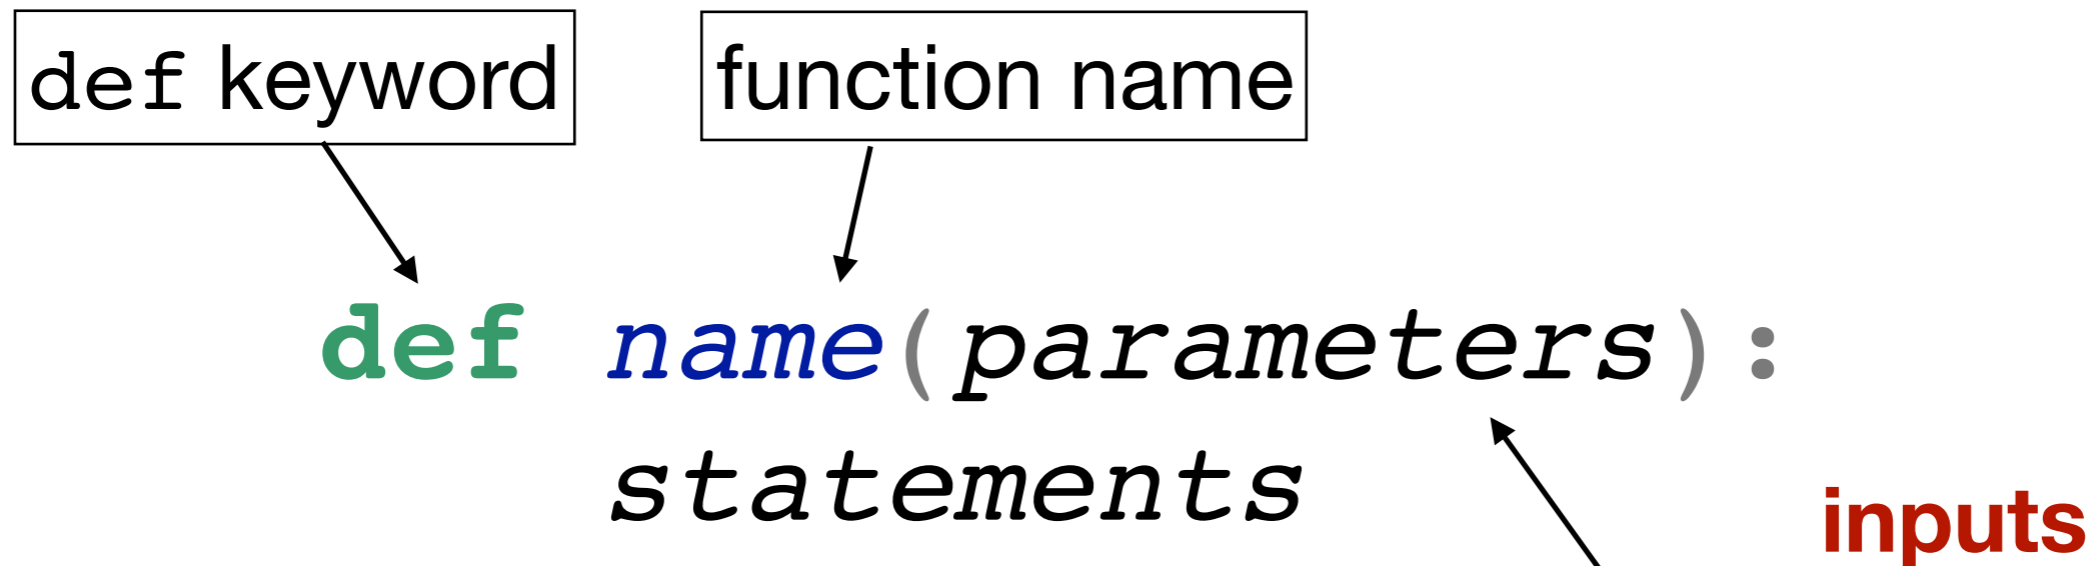 def keyword
function name
def name(parameters):
statements
inputs